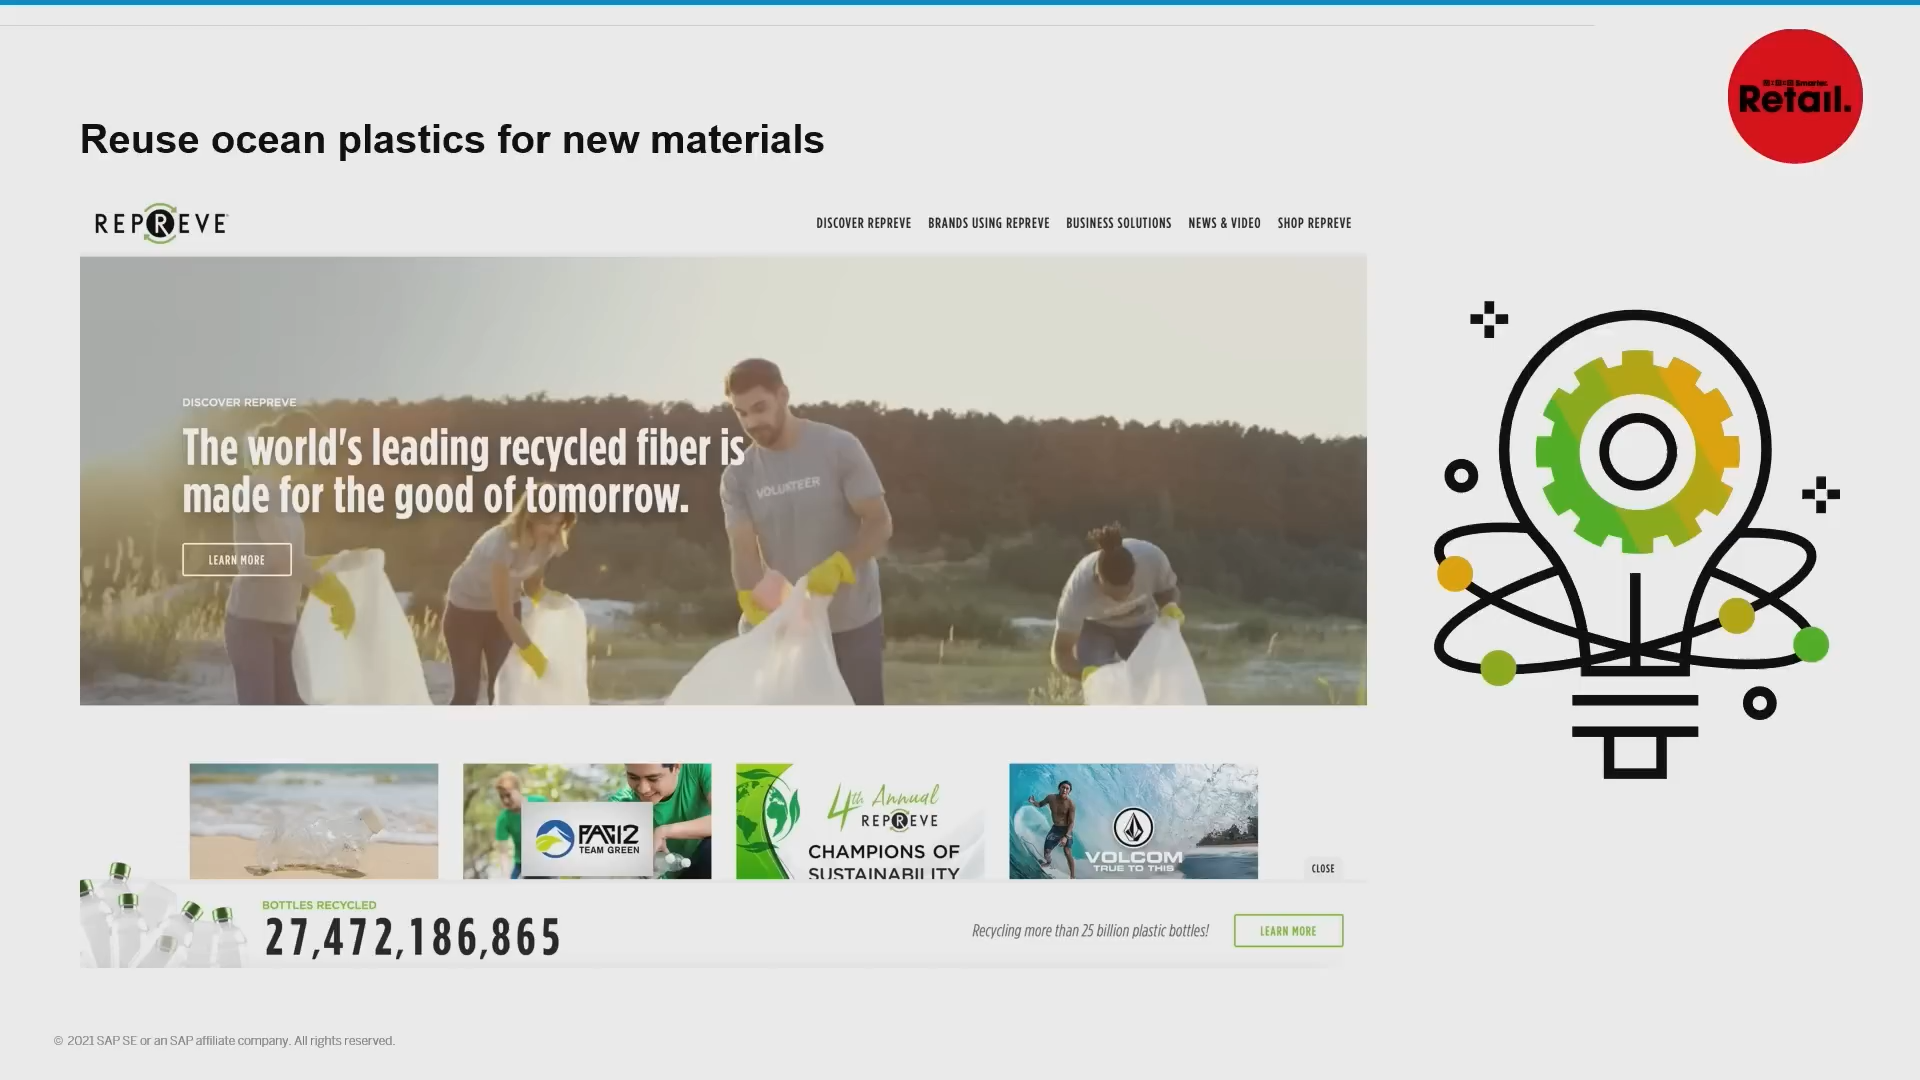 Smarter
Retail.
Reuse ocean plastics for new materials
REPREVE
DISCOVER REPREVE BRANDS USING REPREVE BUSINESS SOLUTIONS NEWS & VIDEO SHOP REPREVE
DISCOVER REPREVE
The world's leading recycled fiber is
made for the good of tomorrow.
LEARN MORE
VOLUNTEER
PAC12
TEAM GREEN
4th Annual
REPREVE
CHAMPIONS OF
SUSTAINABILITY
VOLCOM
TRUE TO THIS
CLOSE
BOTTLES RECYCLED
27,472,186,865
Recycling more than 25 billion plastic bottles!
LEARN MORE
© 2021 SAP SE or an SAP affiliate company. All rights reserved.